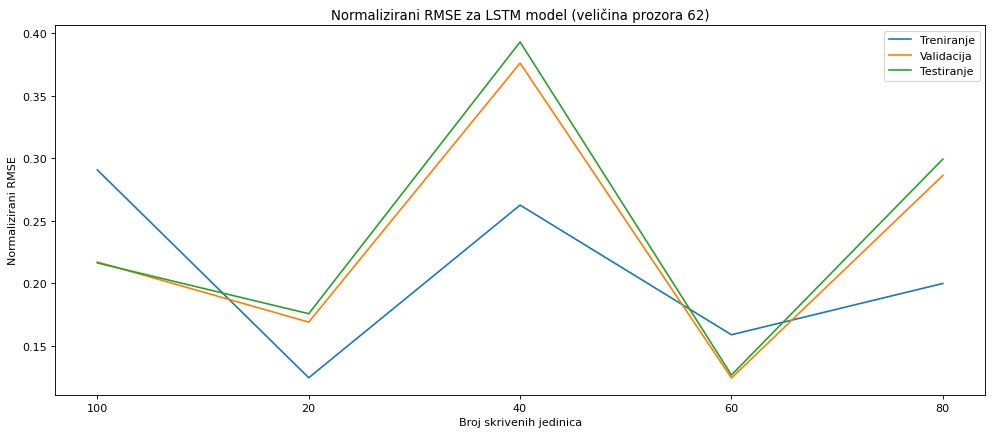 Normalizirani RMSE za LSTM model (veličina prozora 62)
Treniranje
Validacija
Testiranje
Normalizirani RMSE
0.40
0.35
0.30
0.25
0.20
0.15
100 20 40 60 80
Broj skrivenih jedinica